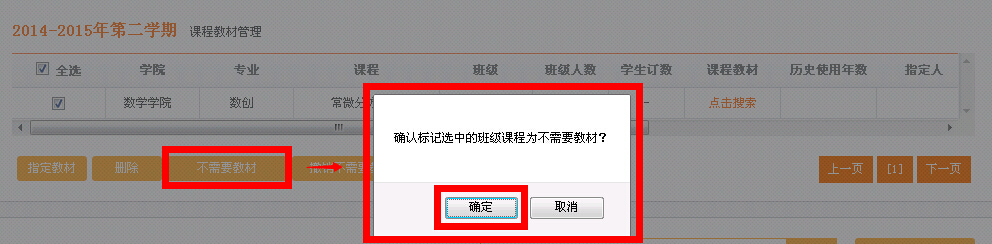 2014-2015年第二学期 课程教材管理
全选 学院 专业 课程 班级 班级人数 学生订数 课程教材 历史使用年数 指定人
数学学院 数创 常微分 点击搜索
确认标记选中的班级课程为不需要教材？
指定教材 删除 不需要教材 撤销不需要 上一页 [1] 下一页
确定 取消